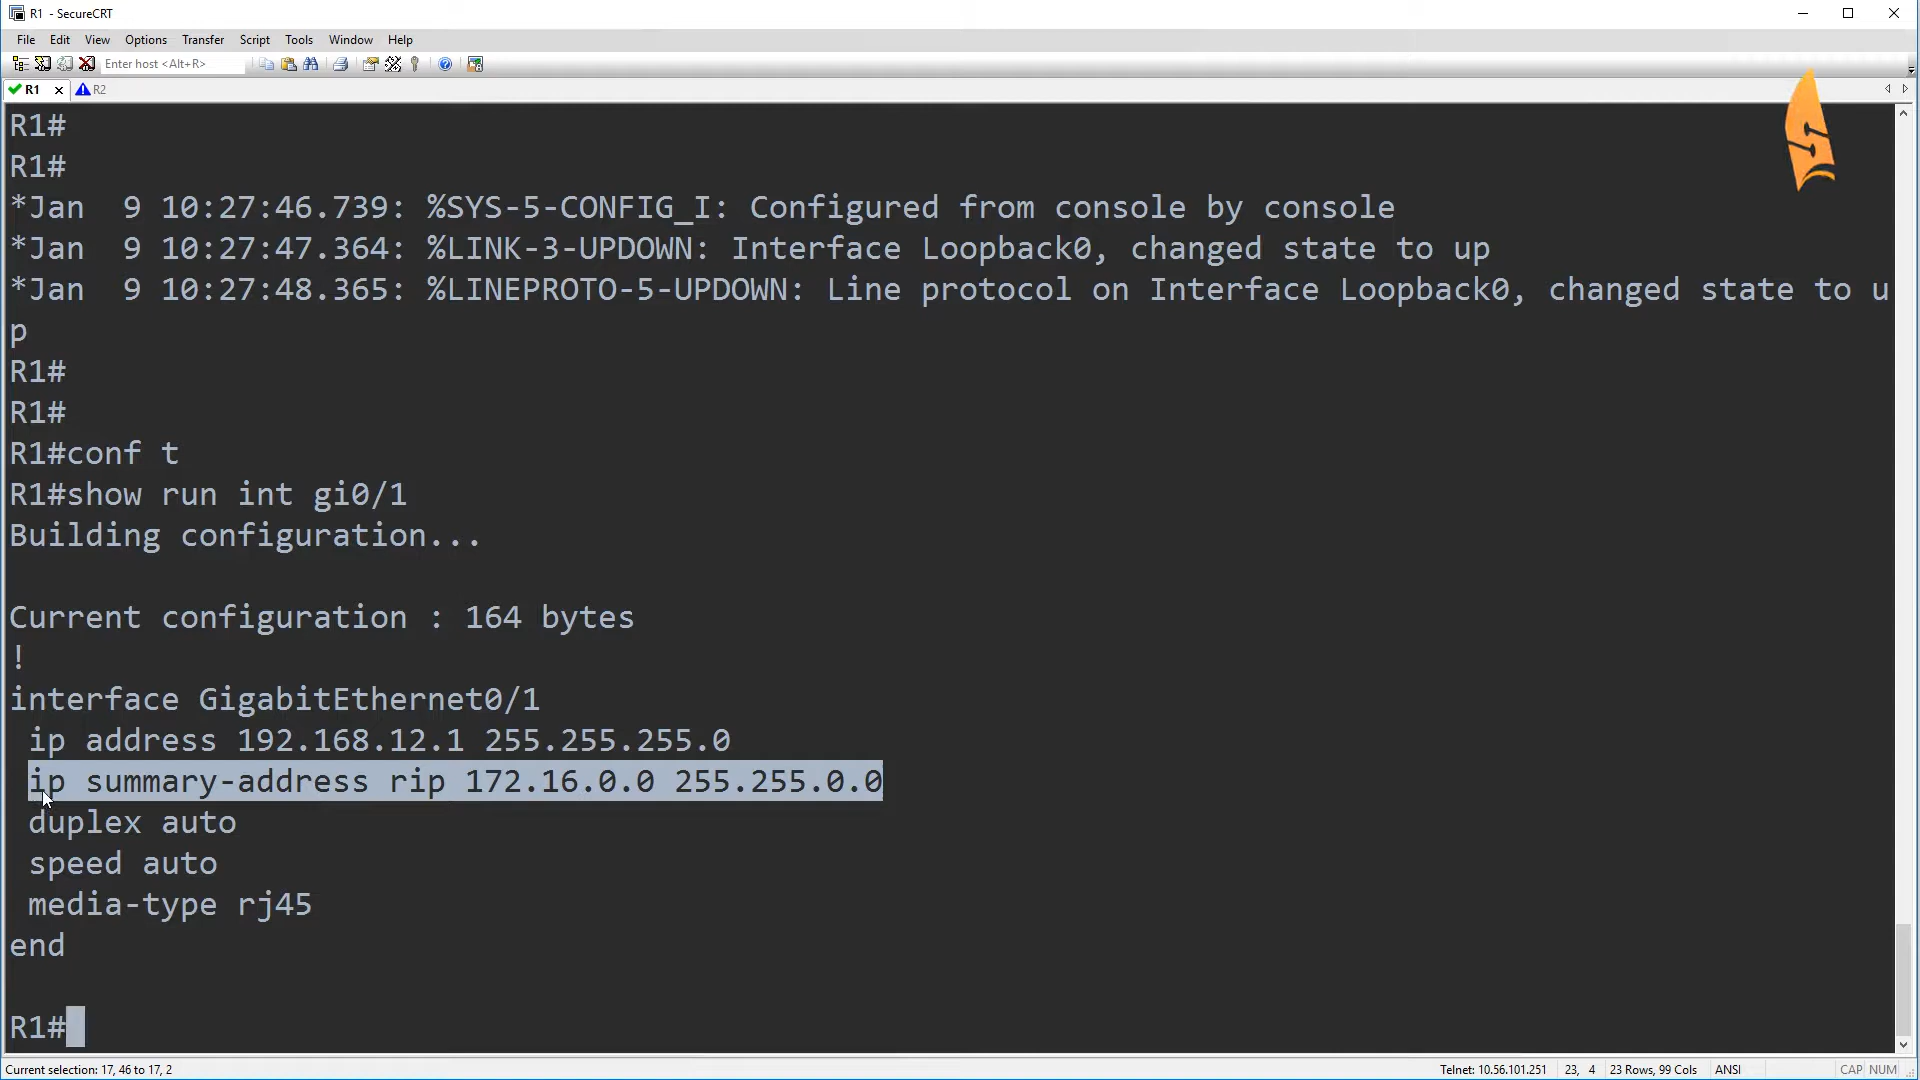 R1 - SecureCRT
File Edit View Options Transfer Script Tools Window Help
Enter host <Alt+R>
R1 R2
R1#
R1#
*Jan  9 10:27:46.739: %SYS-5-CONFIG_I: Configured from console by console
*Jan  9 10:27:47.364: %LINK-3-UPDOWN: Interface Loopback0, changed state to up
*Jan  9 10:27:48.365: %LINEPROTO-5-UPDOWN: Line protocol on Interface Loopback0, changed state to u
p
R1#
R1#
R1#conf t
R1#show run int gi0/1
Building configuration...
Current configuration : 164 bytes
!
interface GigabitEthernet0/1
 ip address 192.168.12.1 255.255.255.0
 ip summary-address rip 172.16.0.0 255.255.0.0
 duplex auto
 speed auto
 media-type rj45
end
R1#
Current selection: 17, 46 to 17, 2 Telnet: 10.56.101.251 23, 4 23 Rows, 99 Cols ANSI CAP NUM